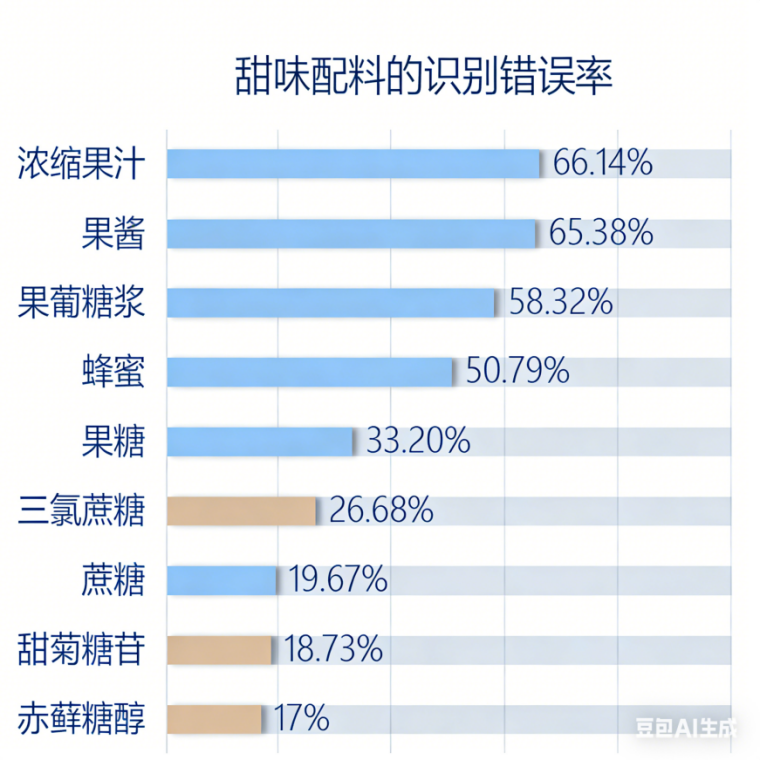 甜味配料的识别错误率
浓缩果汁 66.14%
果酱 65.38%
果葡糖浆 58.32%
蜂蜜 50.79%
果糖 33.20%
三氯蔗糖 26.68%
蔗糖 19.67%
甜菊糖苷 18.73%
赤藓糖醇 17%
豆包AI生成